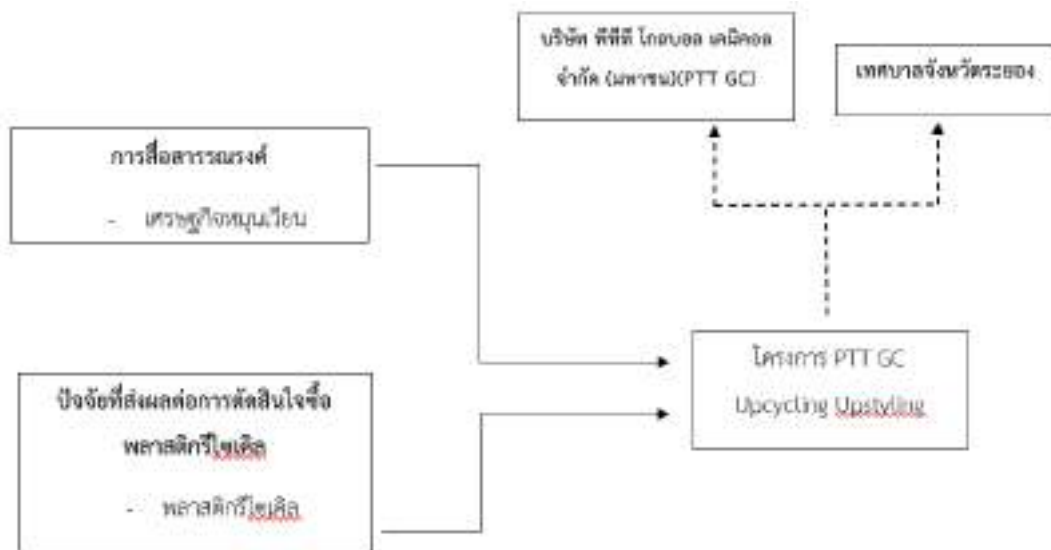 บริษัท พีทีที โกลบอล เคมิคอล
จำกัด (มหาชน)(PTT GC)
เทศบาลจังหวัดระยอง
การสื่อสารรณรงค์
- เศรษฐกิจหมุนเวียน
โครงการ PTT GC
Upcycling Upstyling
ปัจจัยที่ส่งผลต่อการตัดสินใจซื้อ
พลาสติกรีไซเคิล
- พลาสติกรีไซเคิล